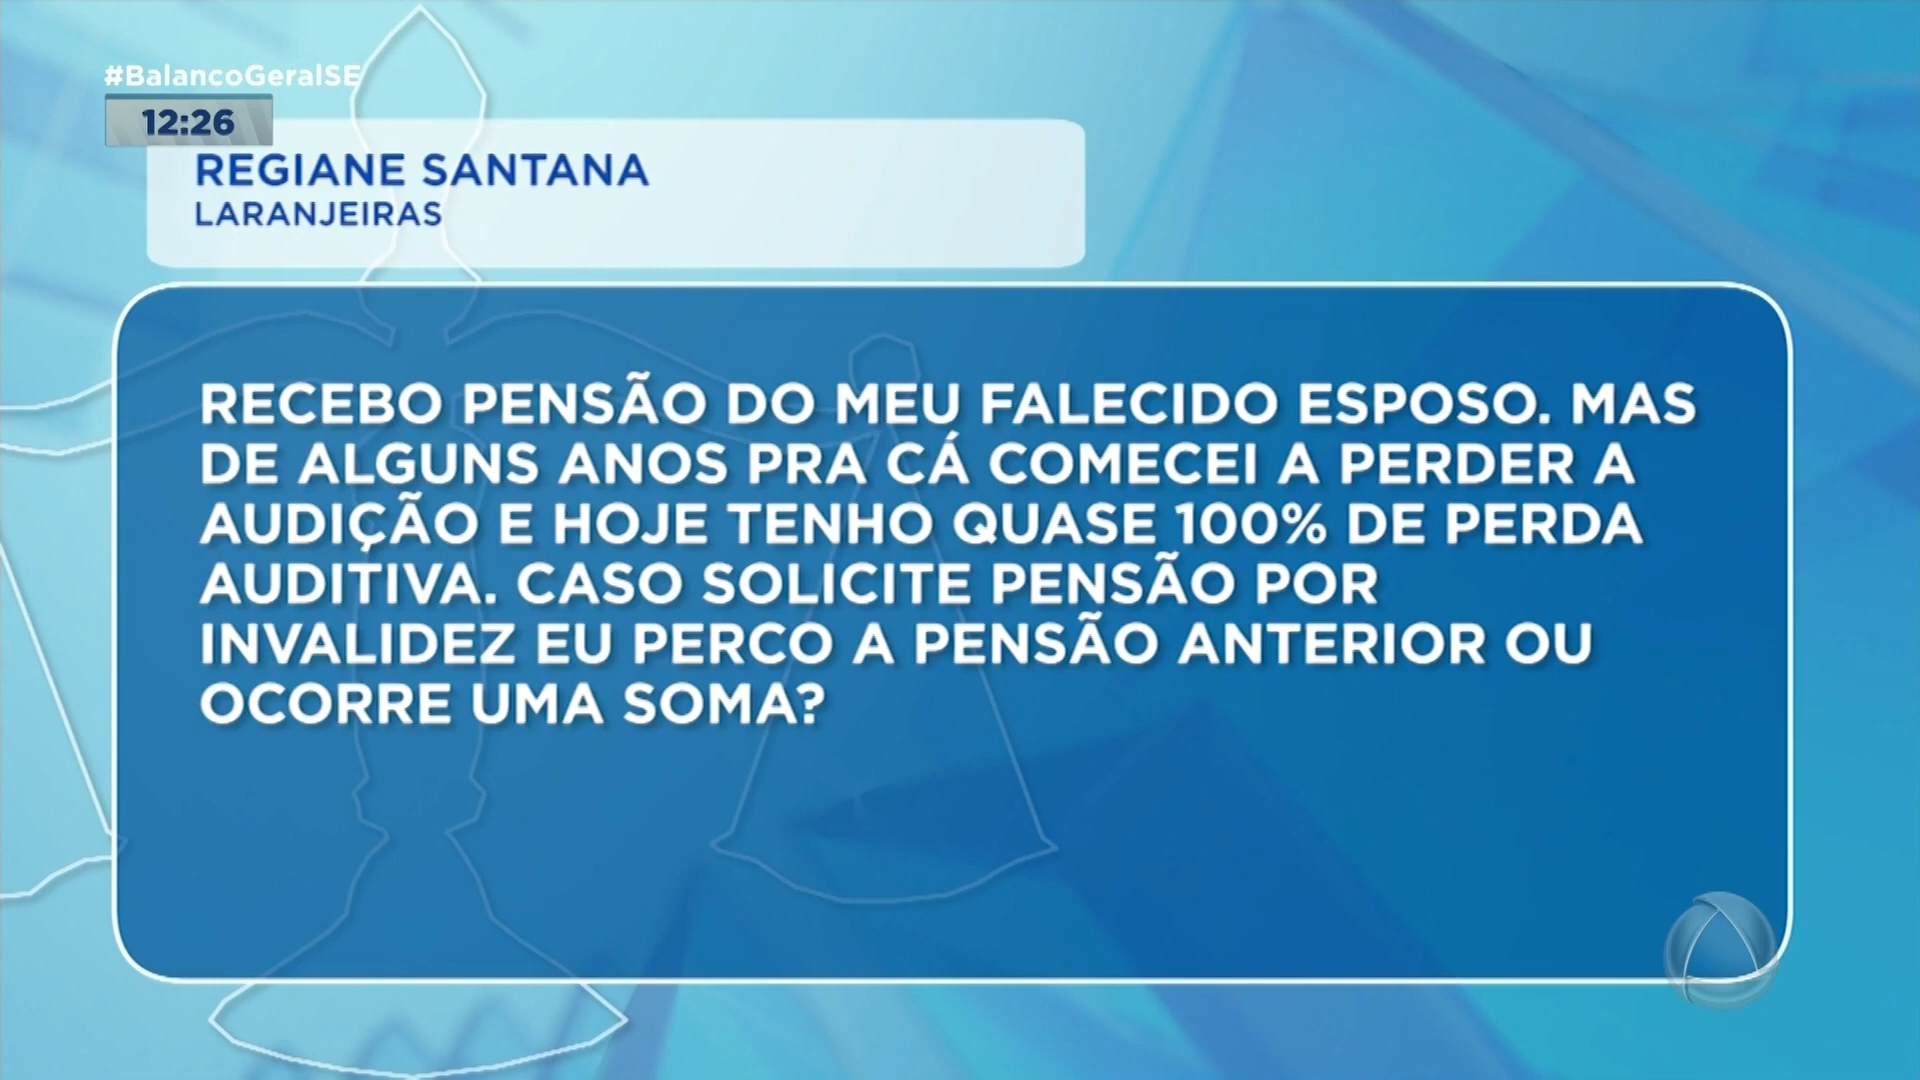 #BalancoGeralSE
12:26
REGIANE SANTANA
LARANJEIRAS
RECEBO PENSÃO DO MEU FALECIDO ESPOSO. MAS
DE ALGUNS ANOS PRA CÁ COMECEI A PERDER A
AUDIÇÃO E HOJE TENHO QUASE 100% DE PERDA
AUDITIVA. CASO SOLICITE PENSÃO POR
INVALIDEZ EU PERCO A PENSÃO ANTERIOR OU
OCORRE UMA SOMA?